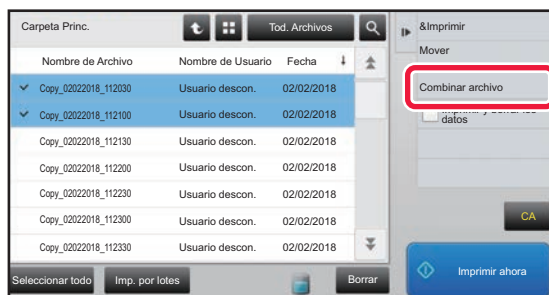 Carpeta Princ.
Tod. Archivos
Nombre de Archivo Nombre de Usuario Fecha
Copy_02022018_112030 Usuario descon. 02/02/2018
Copy_02022018_112100 Usuario descon. 02/02/2018
Copy_02022018_112130 Usuario descon. 02/02/2018
Copy_02022018_112200 Usuario descon. 02/02/2018
Copy_02022018_112230 Usuario descon. 02/02/2018
Copy_02022018_112300 Usuario descon. 02/02/2018
Copy_02022018_112330 Usuario descon. 02/02/2018
Seleccionar todo Imp. por lotes Borrar
&Imprimir
Mover
Combinar archivo
datos
CA
Imprimir ahora